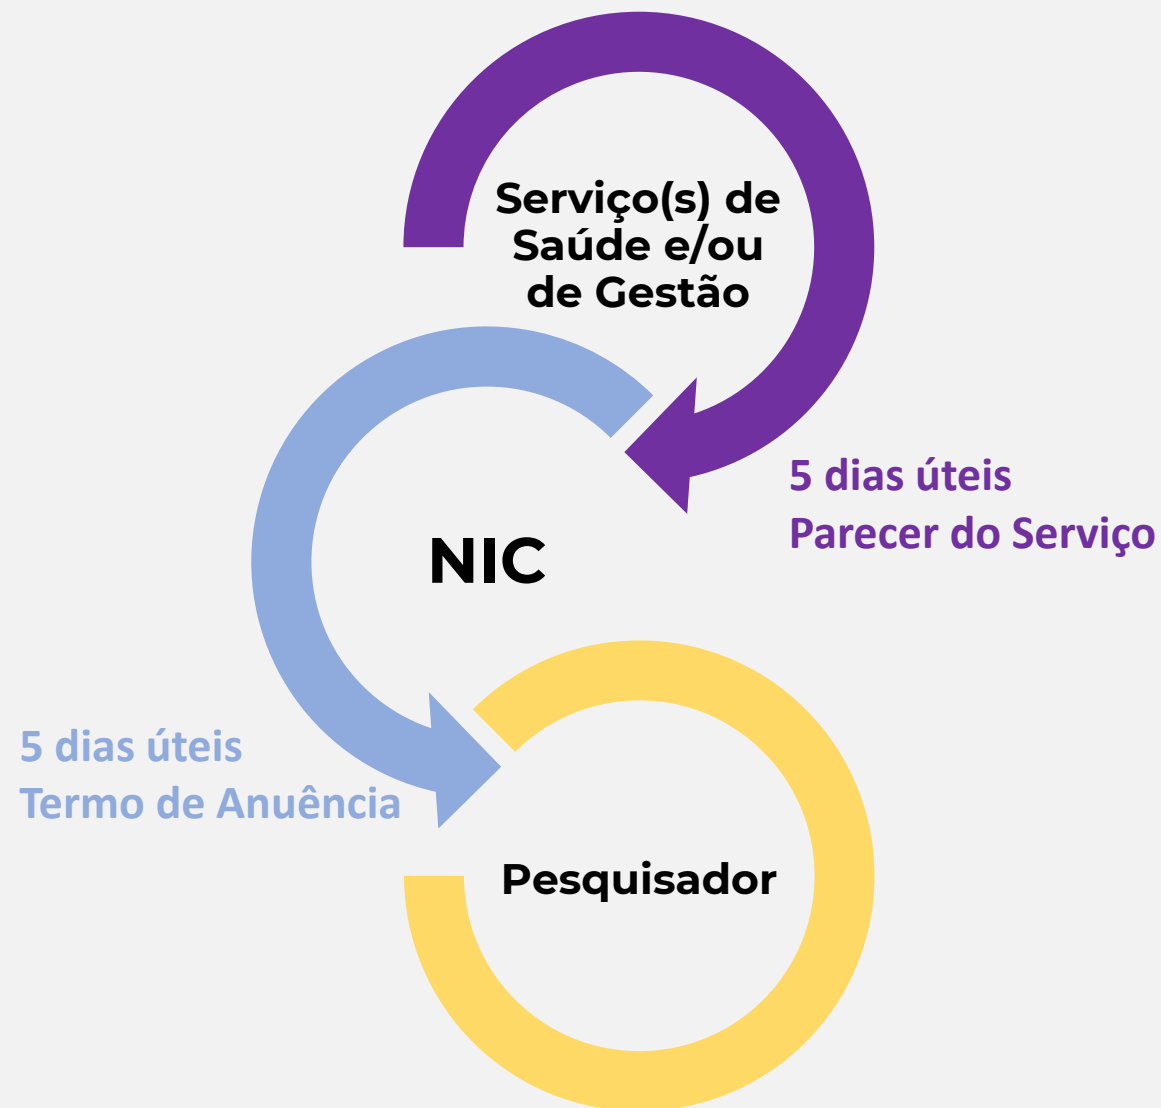 Serviço(s) de
Saúde e/ou
de Gestão
5 dias úteis
Parecer do Serviço
NIC
5 dias úteis
Termo de Anuência
Pesquisador